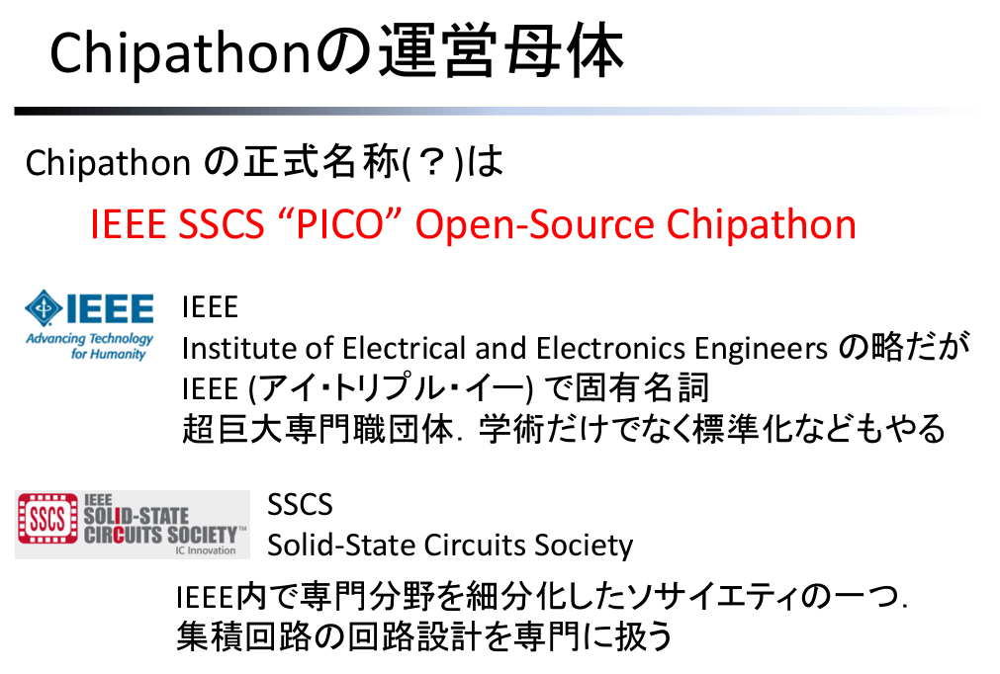 Chipathonの運営母体
Chipathon の正式名称(？)は
IEEE SSCS “PICO” Open-Source Chipathon
IEEE
Advancing Technology
for Humanity
IEEE
Institute of Electrical and Electronics Engineers の略だが
IEEE (アイ・トリプル・イー) で固有名詞
超巨大専門職団体．学術だけでなく標準化などもやる
SSCS
IEEE
SOLID-STATE
CIRCUITS SOCIETY™
IC Innovation
SSCS
Solid-State Circuits Society
IEEE内で専門分野を細分化したソサイエティの一つ．
集積回路の回路設計を専門に扱う